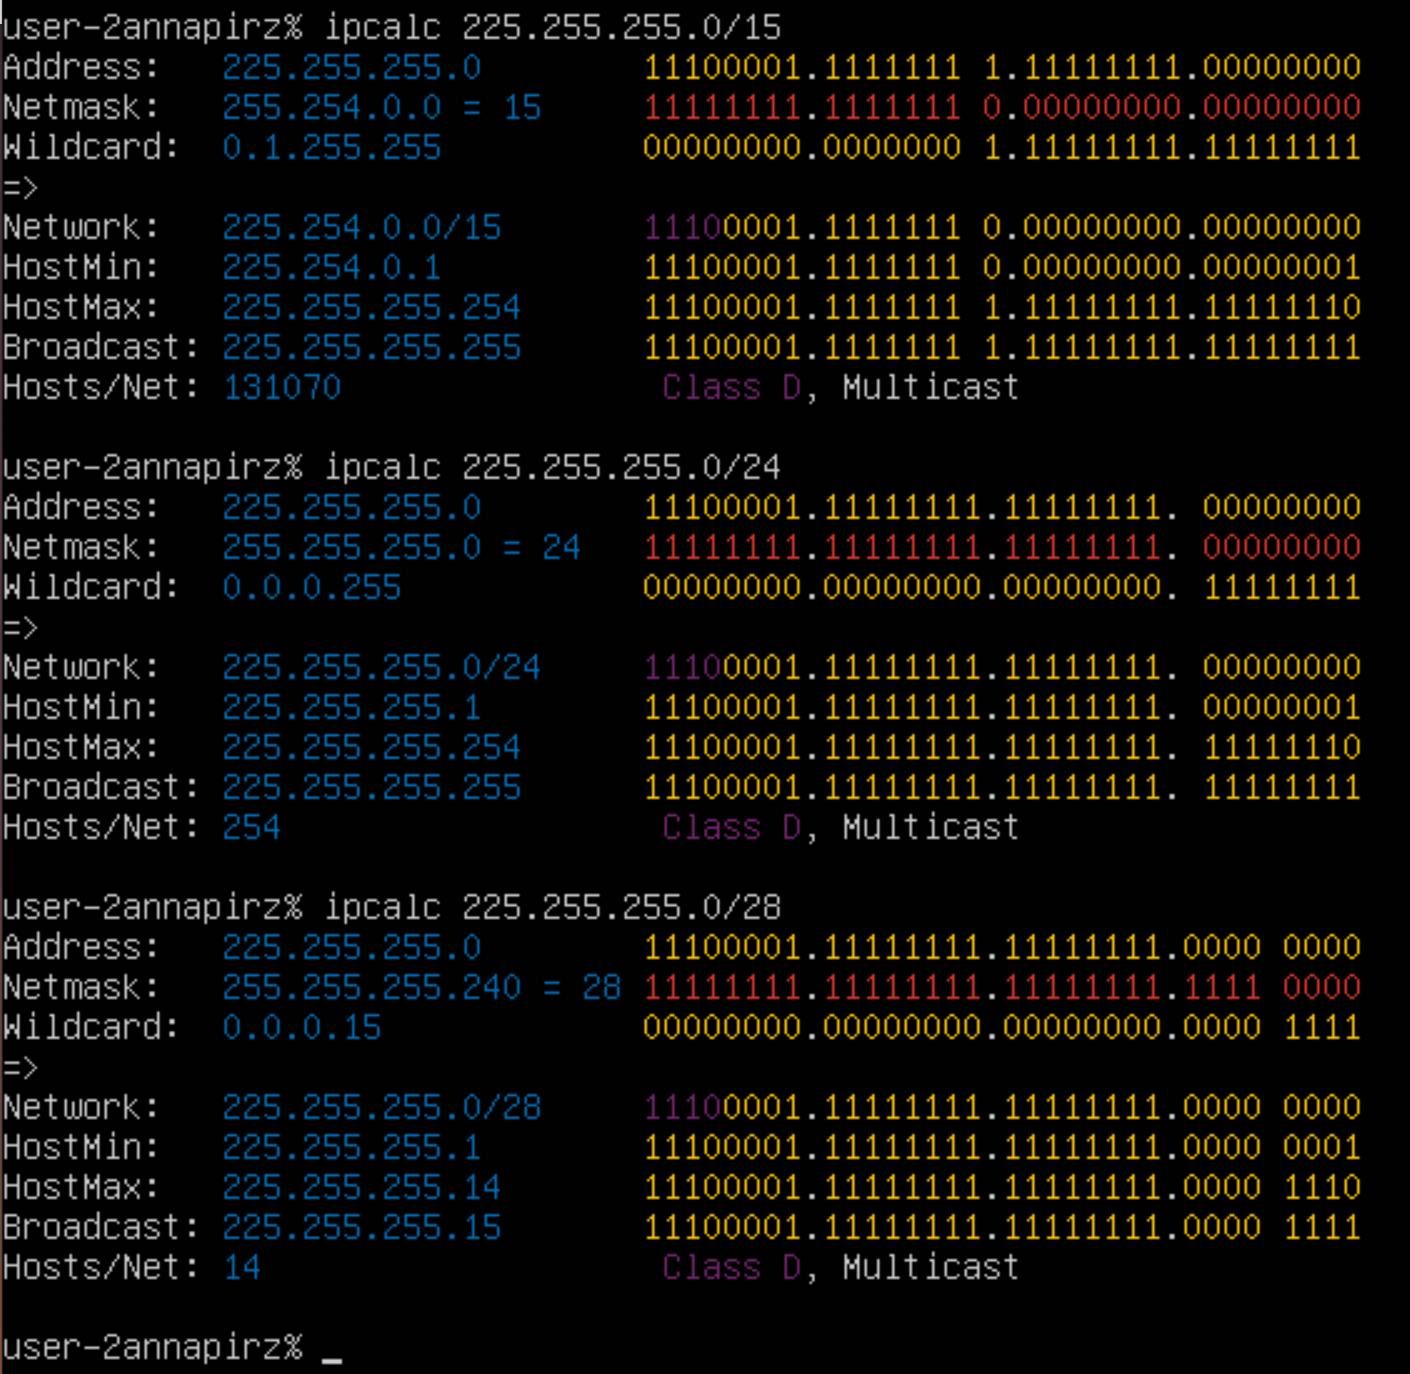 user-2annapirz% ipcalc 225.255.255.0/15
Address:   225.255.255.0        11100001.1111111 1.11111111.00000000
Netmask:   255.254.0.0 = 15     11111111.1111111 0.00000000.00000000
Wildcard:  0.1.255.255          00000000.0000000 1.11111111.11111111
=>
Network:   225.254.0.0/15       11100001.1111111 0.00000000.00000000
HostMin:   225.254.0.1          11100001.1111111 0.00000000.00000001
HostMax:   225.255.255.254      11100001.1111111 1.11111111.11111110
Broadcast: 225.255.255.255      11100001.1111111 1.11111111.11111111
Hosts/Net: 131070                Class D, Multicast
user-2annapirz% ipcalc 225.255.255.0/24
Address:   225.255.255.0        11100001.11111111.11111111. 00000000
Netmask:   255.255.255.0 = 24   11111111.11111111.11111111. 00000000
Wildcard:  0.0.0.255            00000000.00000000.00000000. 11111111
=>
Network:   225.255.255.0/24     11100001.11111111.11111111. 00000000
HostMin:   225.255.255.1        11100001.11111111.11111111. 00000001
HostMax:   225.255.255.254      11100001.11111111.11111111. 11111110
Broadcast: 225.255.255.255      11100001.11111111.11111111. 11111111
Hosts/Net: 254                   Class D, Multicast
user-2annapirz% ipcalc 225.255.255.0/28
Address:   225.255.255.0        11100001.11111111.11111111.0000 0000
Netmask:   255.255.255.240 = 28 11111111.11111111.11111111.1111 0000
Wildcard:  0.0.0.15             00000000.00000000.00000000.0000 1111
=>
Network:   225.255.255.0/28     11100001.11111111.11111111.0000 0000
HostMin:   225.255.255.1        11100001.11111111.11111111.0000 0001
HostMax:   225.255.255.14       11100001.11111111.11111111.0000 1110
Broadcast: 225.255.255.15       11100001.11111111.11111111.0000 1111
Hosts/Net: 14                    Class D, Multicast
user-2annapirz% _